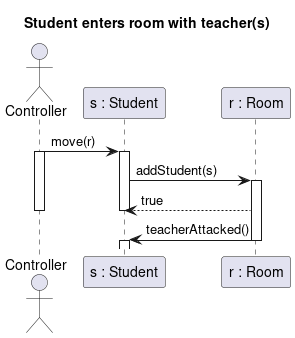 Student enters room with teacher(s)
Controller
s : Student
r : Room
move(r)
addStudent(s)
true
teacherAttacked()
Controller
s : Student
r : Room